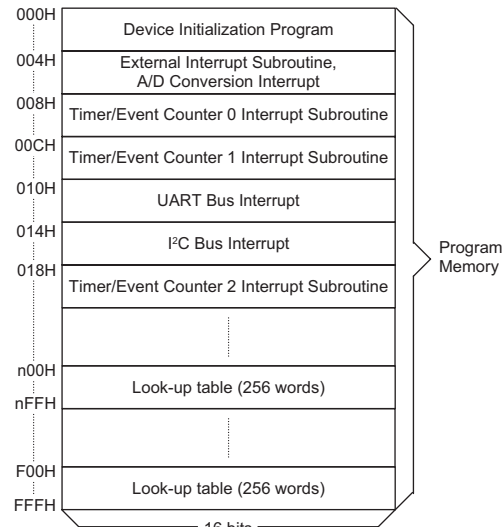 000H
Device Initialization Program
004H
External Interrupt Subroutine,
A/D Conversion Interrupt
008H
Timer/Event Counter 0 Interrupt Subroutine
00CH
Timer/Event Counter 1 Interrupt Subroutine
010H
UART Bus Interrupt
014H
I²C Bus Interrupt
018H
Timer/Event Counter 2 Interrupt Subroutine
Program
Memory
n00H
Look-up table (256 words)
nFFH
F00H
Look-up table (256 words)
FFFH
16 bits